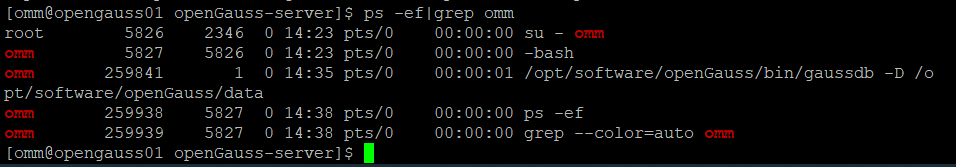 [omm@opengauss01 openGauss-server]$ ps -ef|grep omm
root        5826    2346  0 14:23 pts/0    00:00:00 su - omm
omm         5827    5826  0 14:23 pts/0    00:00:00 -bash
omm       259841       1  0 14:35 pts/0    00:00:01 /opt/software/openGauss/bin/gaussdb -D /o
pt/software/openGauss/data
omm       259938    5827  0 14:38 pts/0    00:00:00 ps -ef
omm       259939    5827  0 14:38 pts/0    00:00:00 grep --color=auto omm
[omm@opengauss01 openGauss-server]$